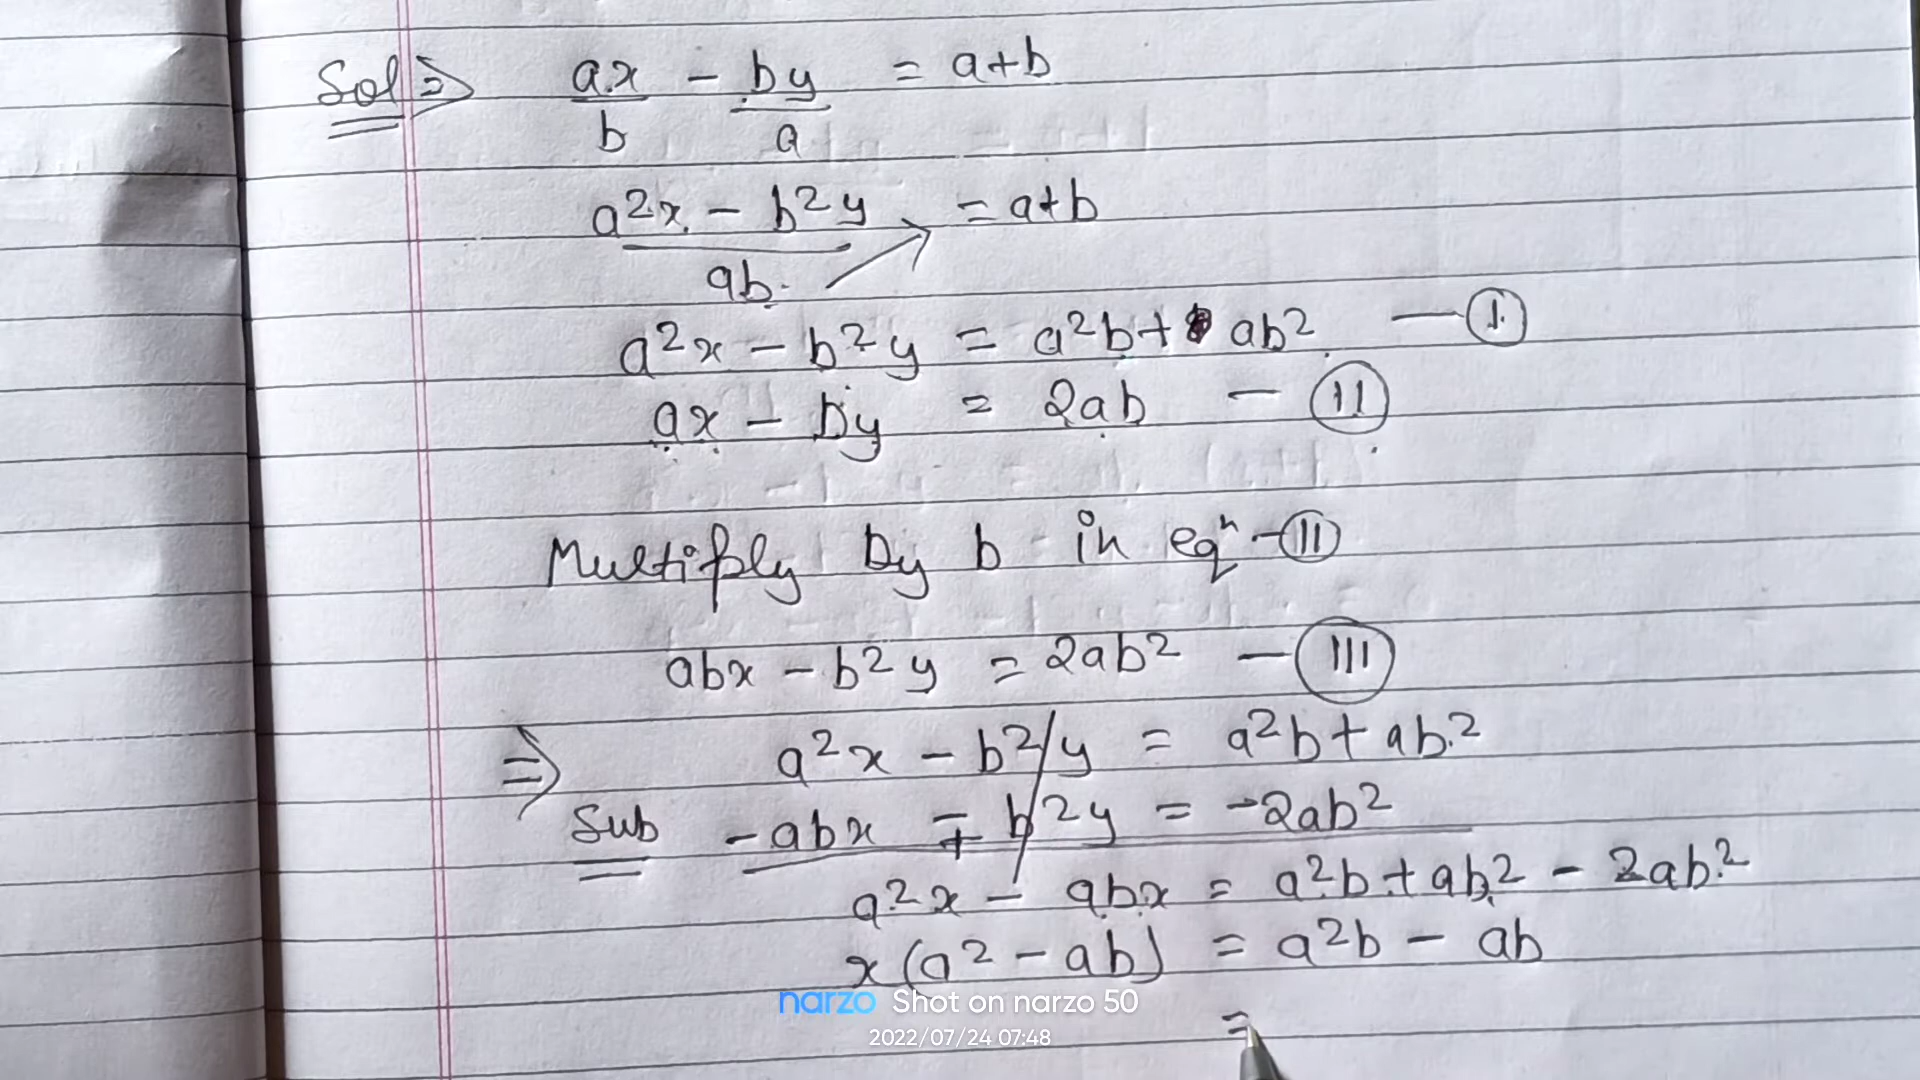 Sol ⇒ ax/b - by/a = a+b
a²x - b²y / ab = a+b
a²x - b²y = a²b + ab² — (I)
ax - by = 2ab — (II)
Multiply by b in eqⁿ - (II)
abx - b²y = 2ab² — (III)
⇒ a²x - b²y = a²b + ab²
Sub - abx ∓ b²y = -2ab²
a²x - abx = a²b + ab² - 2ab²
x(a² - ab) = a²b - ab
=
narzo Shot on narzo 50
2022/07/24 07:48